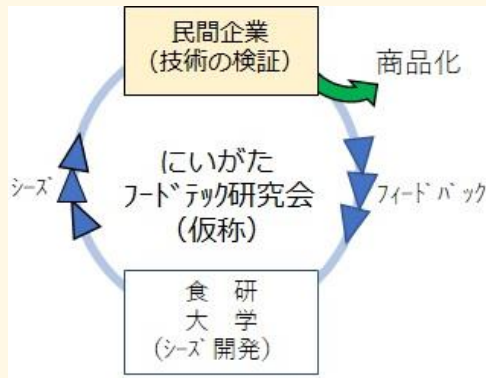 民間企業
（技術の検証）
商品化
にいがた
ﾌｰﾄﾞﾃｯｸ研究会
（仮称）
ｼｰｽﾞ
ﾌｨｰﾄﾞﾊﾞｯｸ
食　研
大　学
（ｼｰｽﾞ開発）